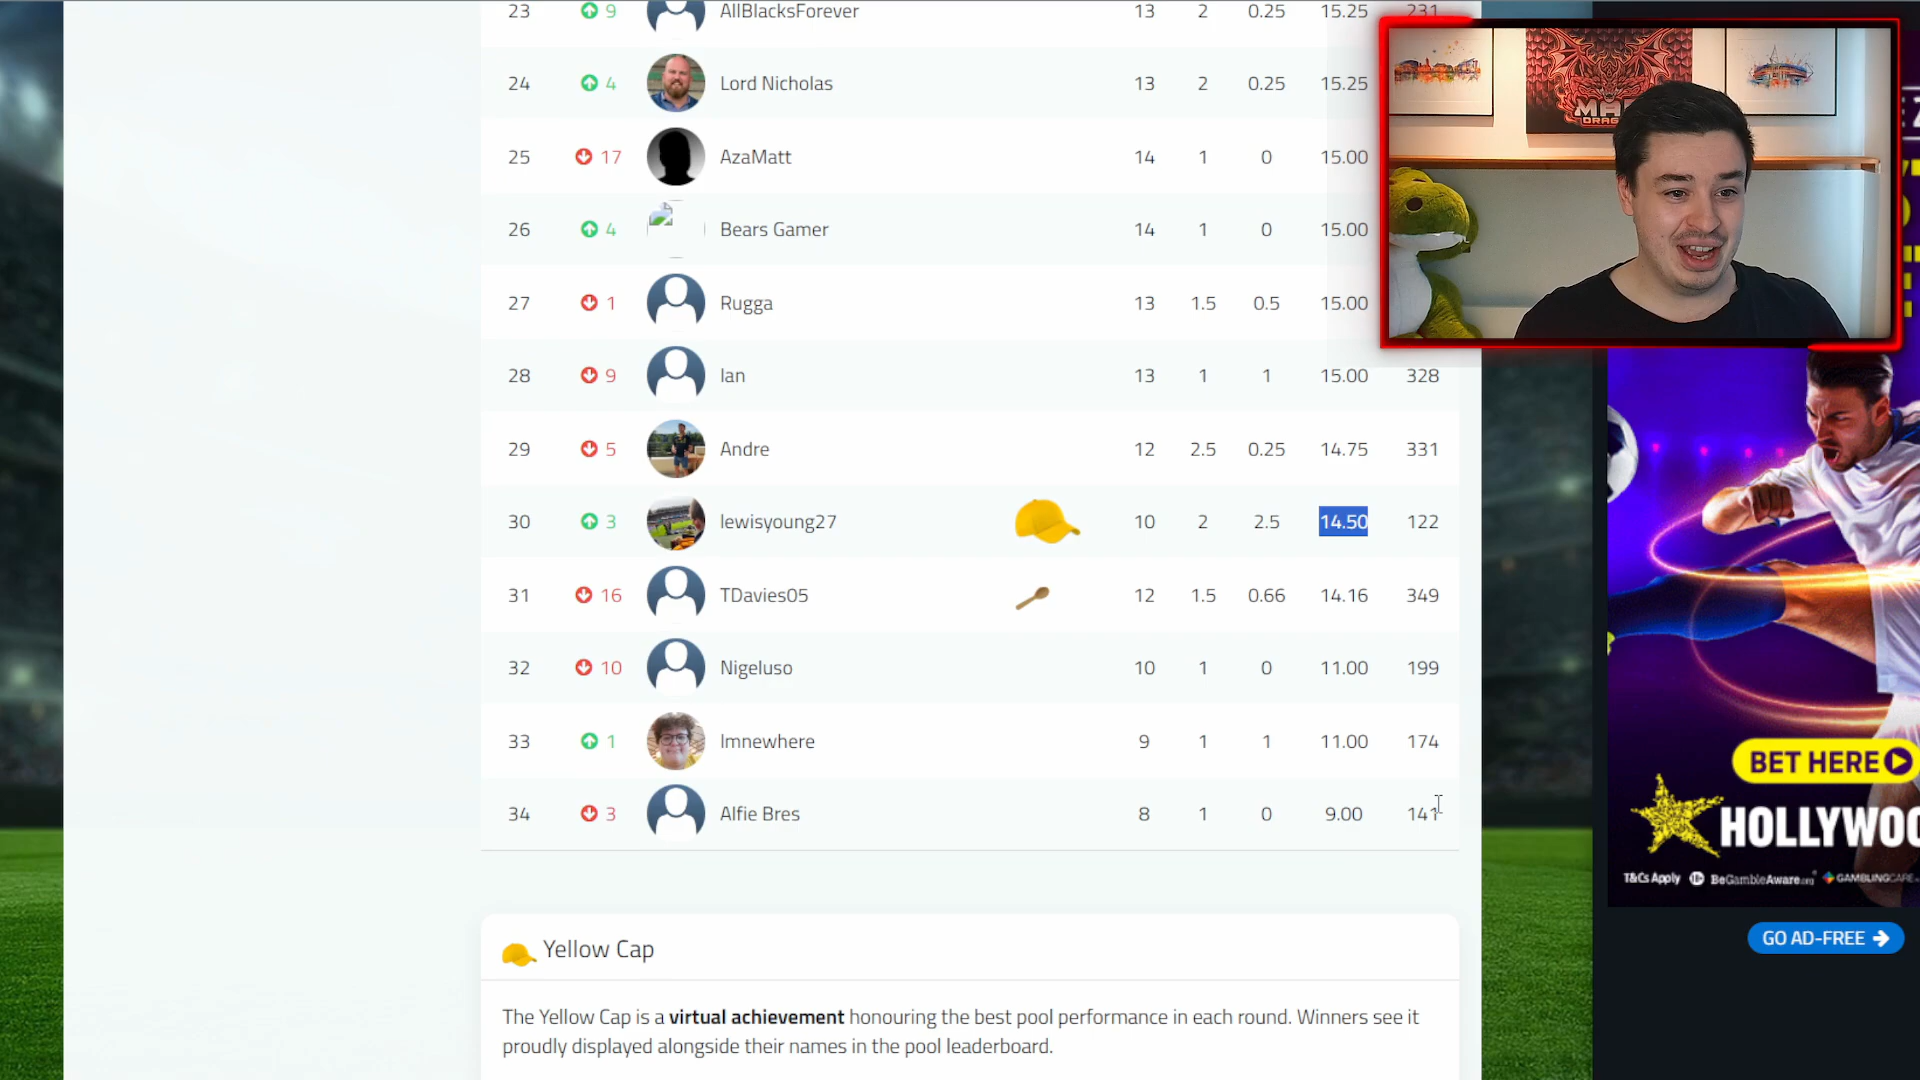 23 9 AllBlacksForever 13 2 0.25 15.25 231
24 4 Lord Nicholas 13 2 0.25 15.25
25 17 AzaMatt 14 1 0 15.00
26 4 Bears Gamer 14 1 0 15.00
27 1 Rugga 13 1.5 0.5 15.00
28 9 Ian 13 1 1 15.00 328
29 5 Andre 12 2.5 0.25 14.75 331
30 3 lewisyoung27 10 2 2.5 14.50 122
31 16 TDavies05 12 1.5 0.66 14.16 349
32 10 Nigeluso 10 1 0 11.00 199
33 1 Imnewhere 9 1 1 11.00 174
34 3 Alfie Bres 8 1 0 9.00 141
Yellow Cap
The Yellow Cap is a virtual achievement honouring the best pool performance in each round. Winners see it
proudly displayed alongside their names in the pool leaderboard.
DRAG
BET HERE
HOLLYWOO
T&Cs Apply BeGambleAware.org GAMBLINGCARE
GO AD-FREE